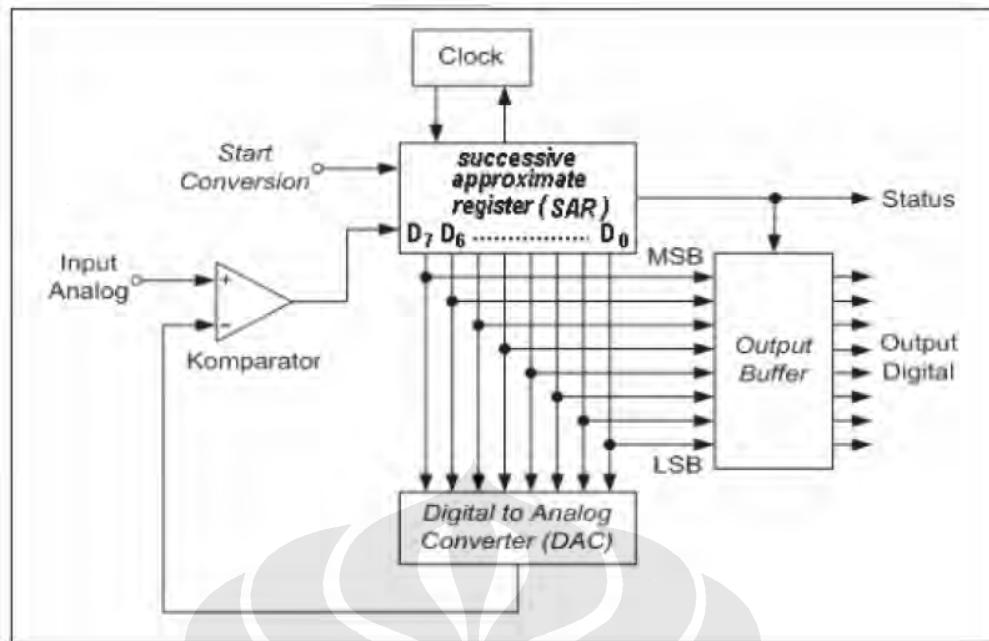 Clock
Start
Conversion
successive
approximate
register (SAR)
D7 D6 ..................... D0
Status
Input
Analog
MSB
Komparator
Output
Buffer
Output
Digital
LSB
Digital to Analog
Converter (DAC)